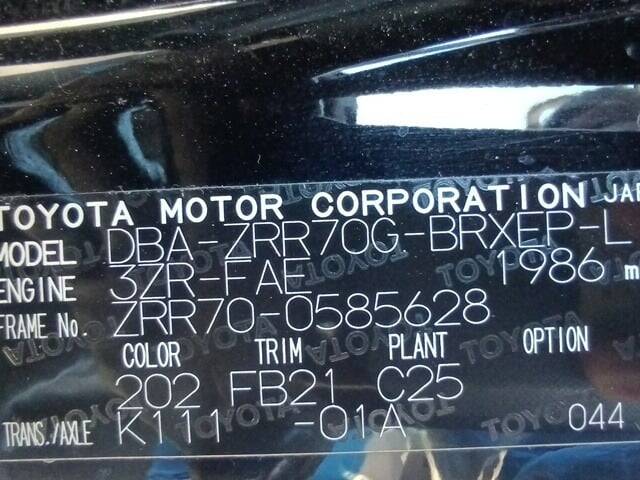 TOYOTA MOTOR CORPORATION JAP
MODEL DBA-ZRR70G-BRXEP-L
ENGINE 3ZR-FAE 1986 m
FRAME No. ZRR70-0585628
COLOR TRIM PLANT OPTION
202 FB21 C25
TRANS./AXLE K111 -01A 044